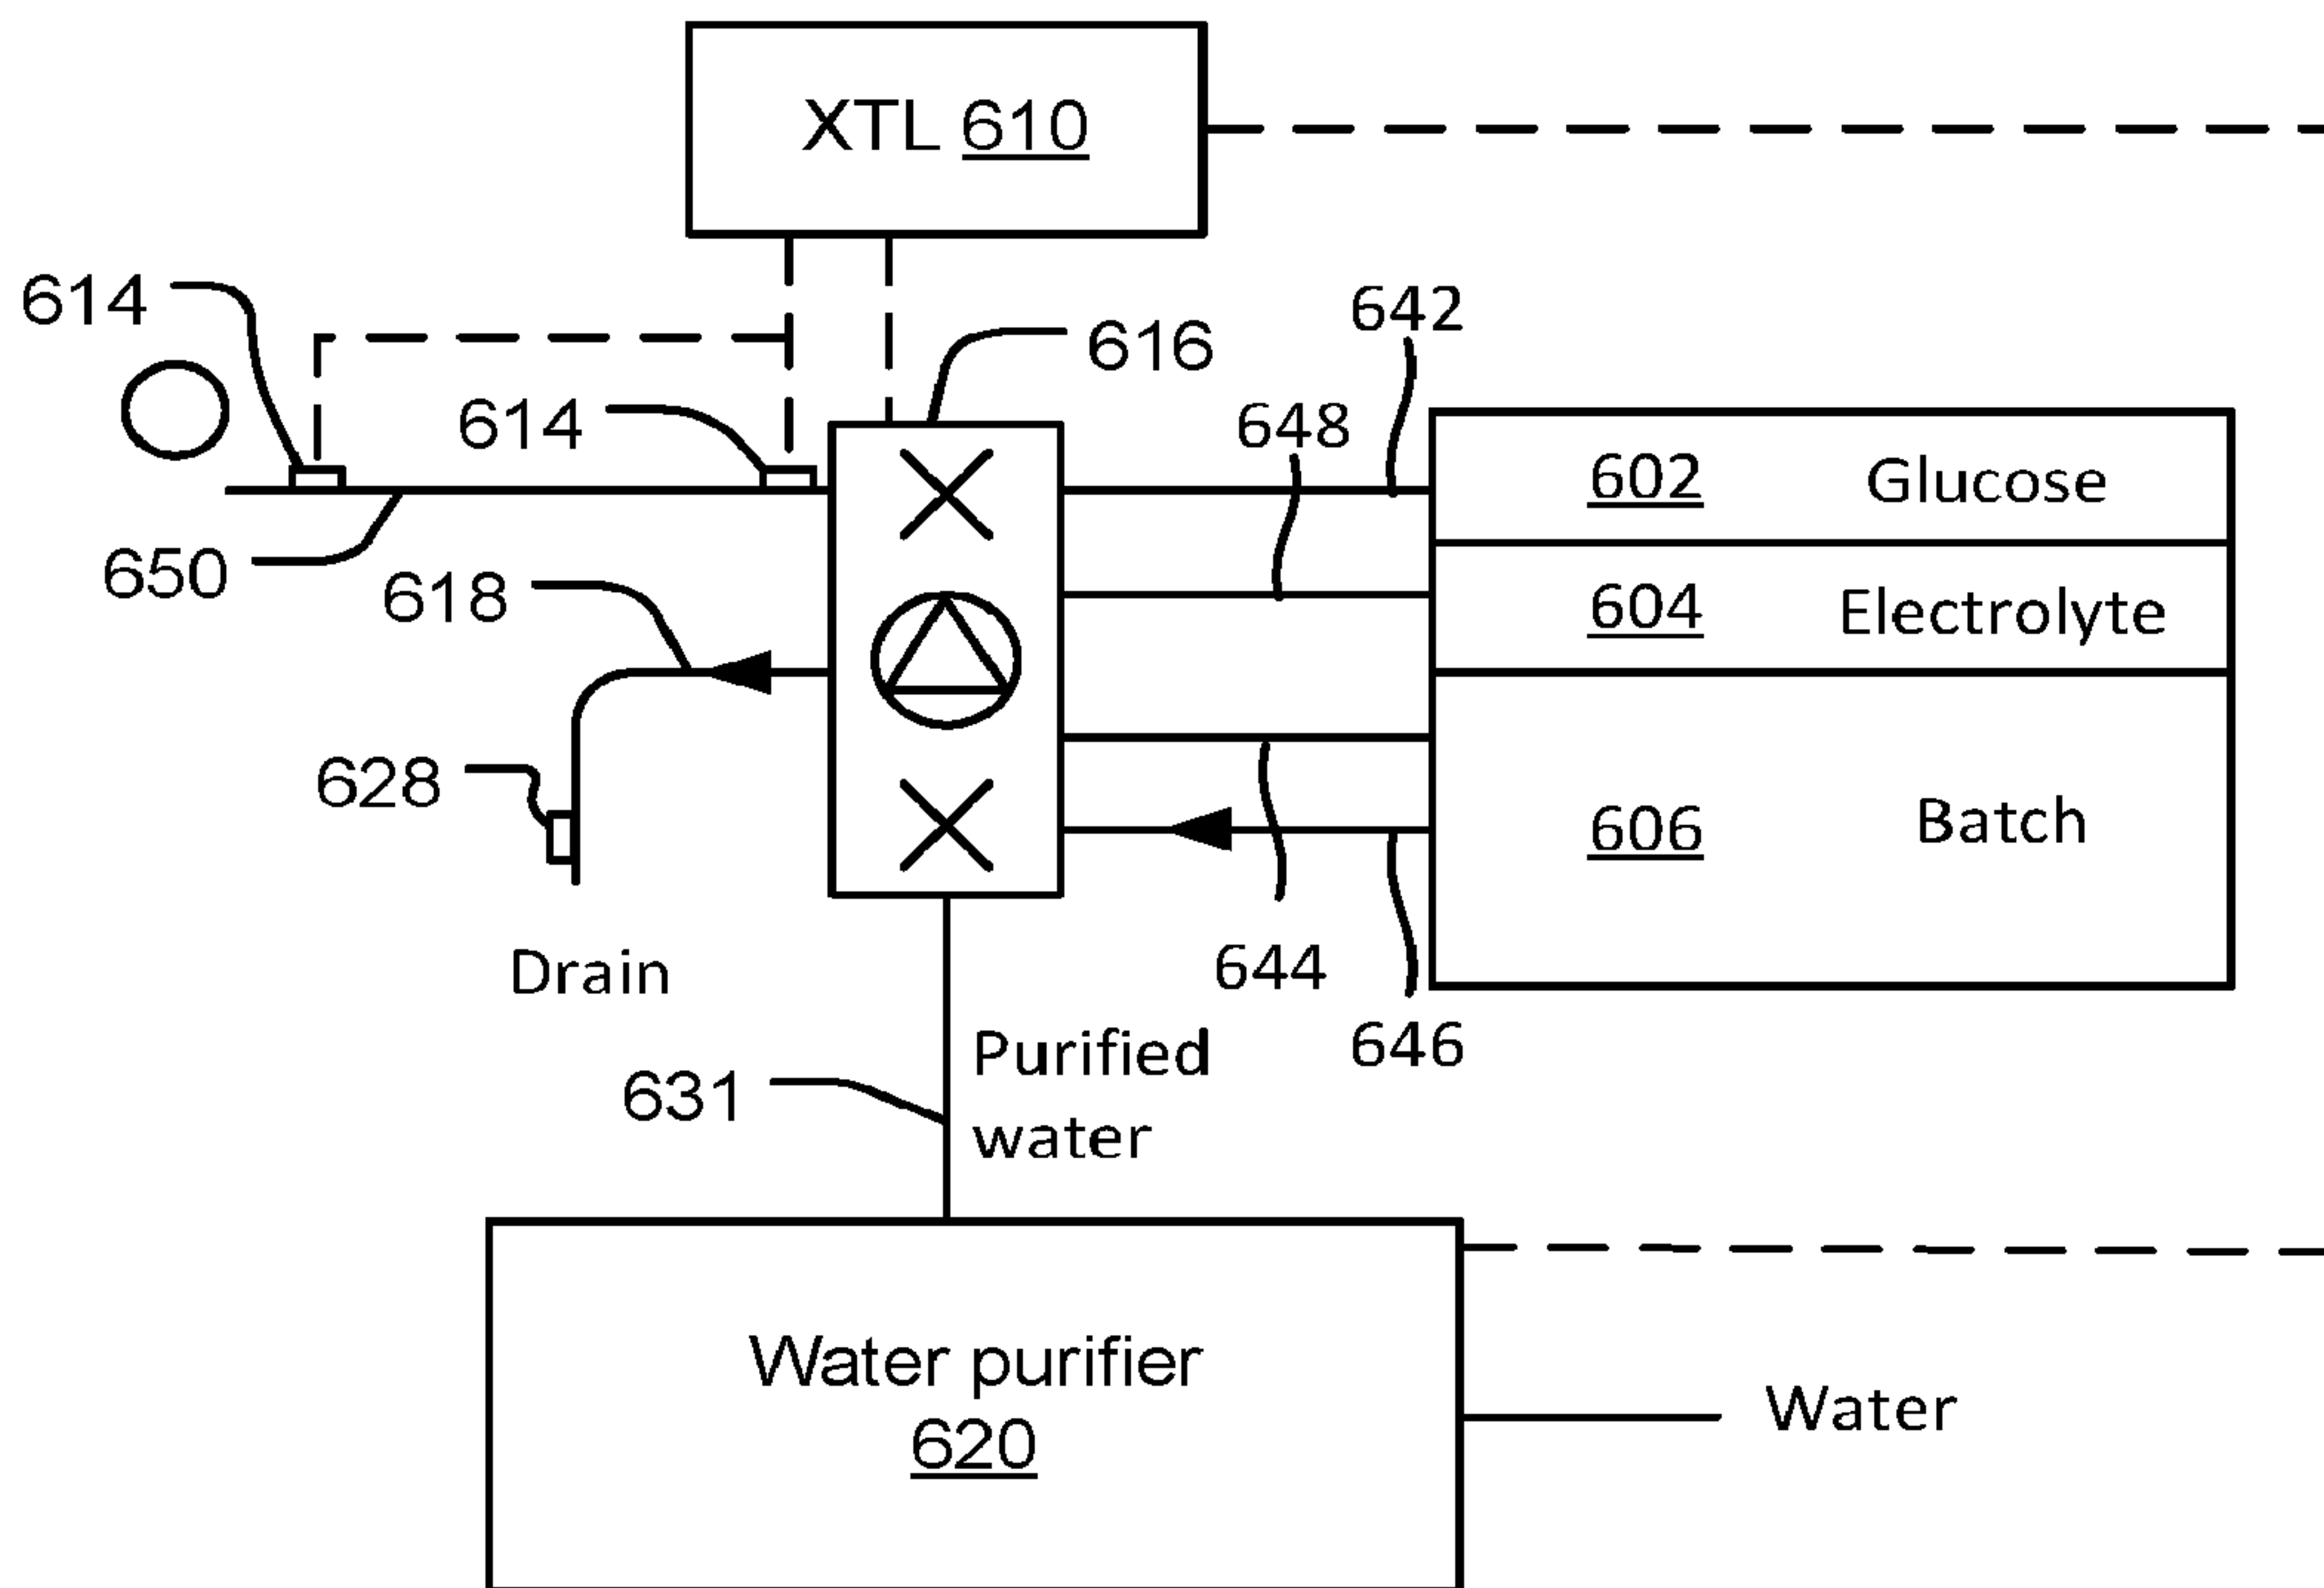 XTL 610
614
616
642
614
648
602 Glucose
650
618
604 Electrolyte
628
606 Batch
Drain
644
646
Purified
water
631
Water purifier
620
Water